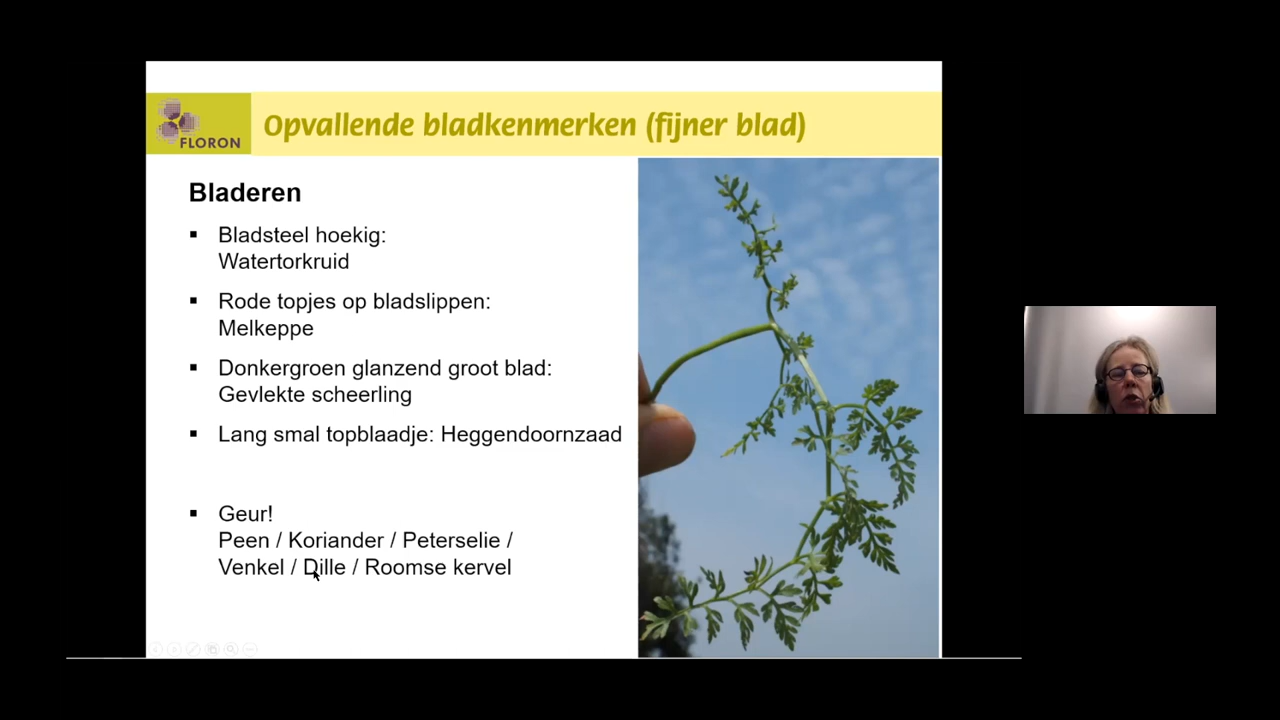 FLORON
Opvallende bladkenmerken (fijner blad)
Bladeren
Bladsteel hoekig:
Watertorkruid
Rode topjes op bladslippen:
Melkeppe
Donkergroen glanzend groot blad:
Gevlekte scheerling
Lang smal topblaadje: Heggendoornzaad
Geur!
Peen / Koriander / Peterselie /
Venkel / Dille / Roomse kervel